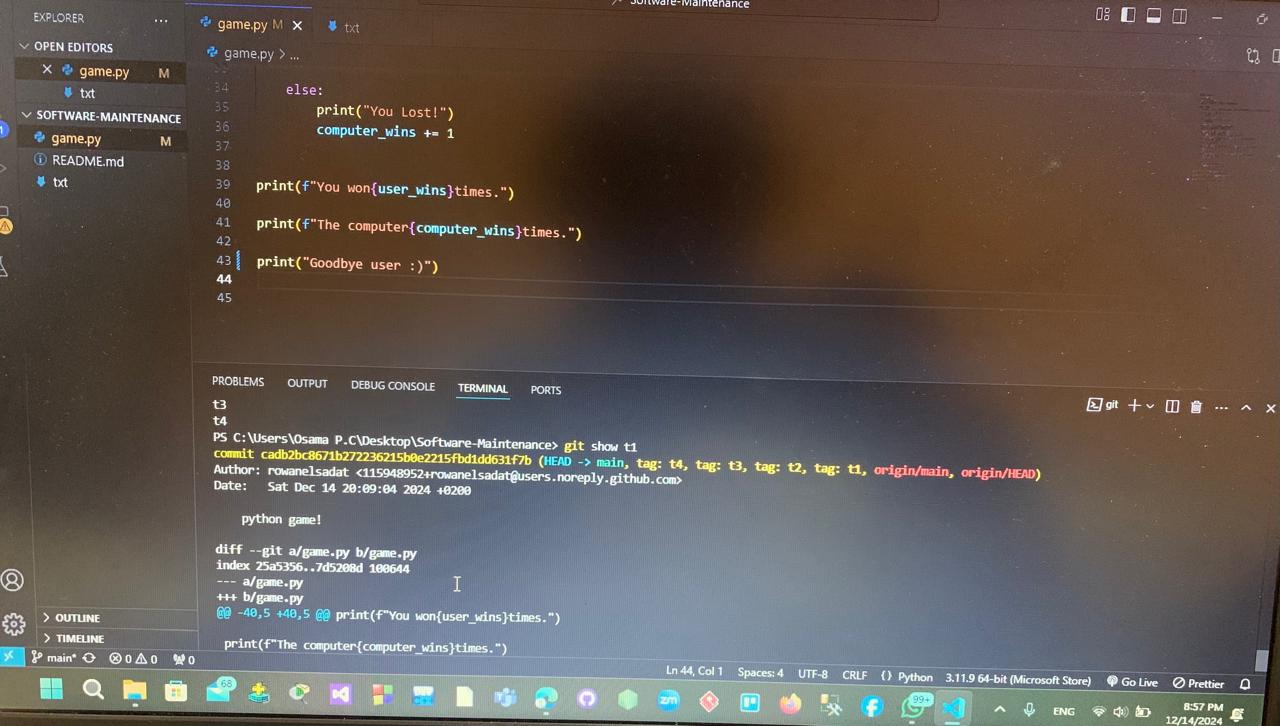 Software-Maintenance
EXPLORER
OPEN EDITORS
game.py M
txt
SOFTWARE-MAINTENANCE
game.py M
README.md
txt
OUTLINE
TIMELINE
game.py M
txt
game.py > ...
34 else:
35 print("You Lost!")
36 computer_wins += 1
37
38
39 print(f"You won{user_wins}times.")
40
41 print(f"The computer{computer_wins}times.")
42
43 print("Goodbye user :)")
44
45
PROBLEMS OUTPUT DEBUG CONSOLE TERMINAL PORTS
git
t3
t4
PS C:\Users\Osama P.C\Desktop\Software-Maintenance> git show t1
commit cadb2bc8671b272236215b0e2215fbd1dd631f7b (HEAD -> main, tag: t4, tag: t3, tag: t2, tag: t1, origin/main, origin/HEAD)
Author: rowanelsadat <115948952+rowanelsadat@users.noreply.github.com>
Date: Sat Dec 14 20:09:04 2024 +0200
python game!
diff --git a/game.py b/game.py
index 25a5356..7d5208d 100644
--- a/game.py
+++ b/game.py
@@ -40,5 +40,5 @@ print(f"You won{user_wins}times.")
print(f"The computer{computer_wins}times.")
main* 0 0 0
Ln 44, Col 1 Spaces: 4 UTF-8 CRLF {} Python 3.11.9 64-bit (Microsoft Store) Go Live Prettier
68
zm
99+
ENG
8:57 PM
12/14/2024